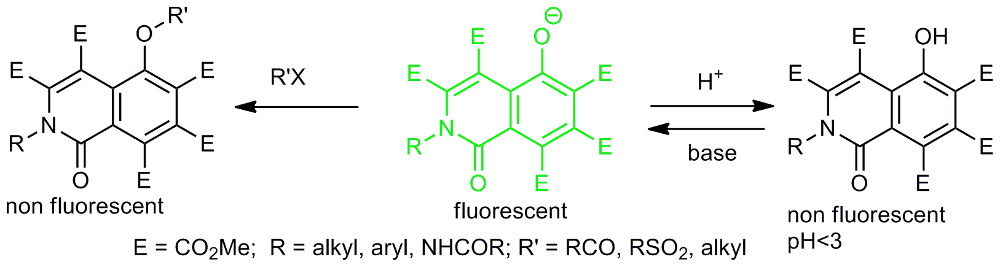 R'
E
O
E
E
N
R
E
O
E
non fluorescent
R'X
⊖
E
O
E
E
N
R
E
O
E
fluorescent
H⁺
base
E
OH
E
E
N
R
E
O
E
non fluorescent
pH<3
E = CO₂Me; R = alkyl, aryl, NHCOR; R' = RCO, RSO₂, alkyl